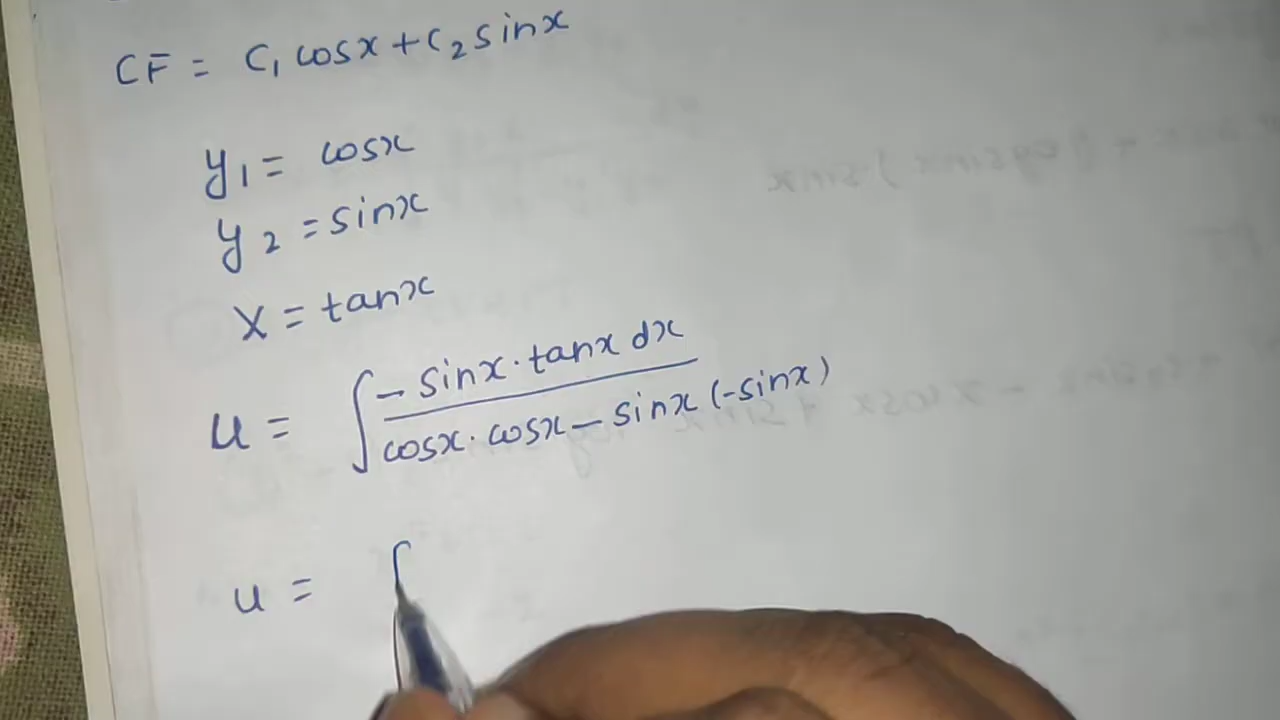 CF = C₁ cosx + C₂ sinx
y₁ = cosx
y₂ = sinx
X = tanx
u = ∫ -sinx · tanx dx / cosx · cosx - sinx (-sinx)
u = ∫